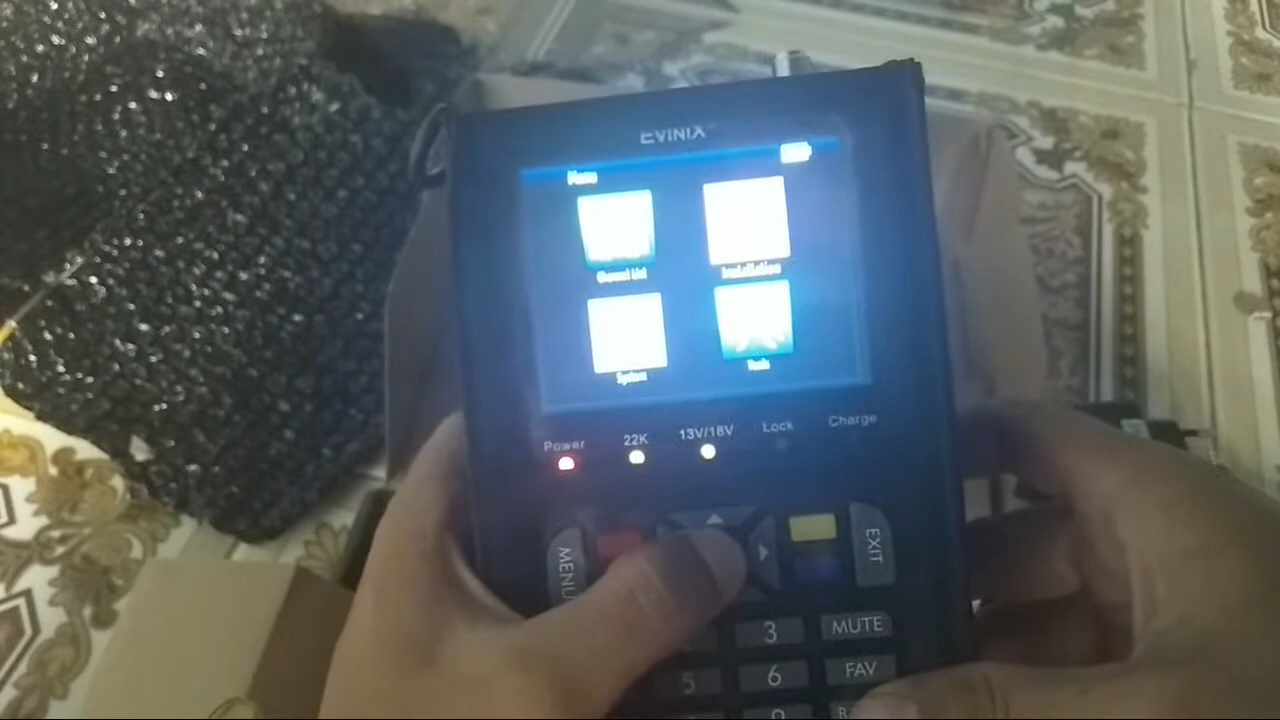 EVINIX
Menu
Channel List
Installation
System
Tools
Power
22K
13V/18V
Lock
Charge
MENU
EXIT
3
MUTE
5
6
FAV